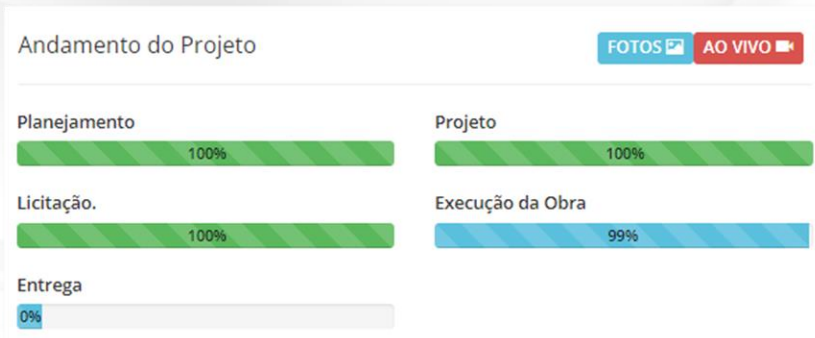 Andamento do Projeto
FOTOS AO VIVO
Planejamento
100%
Projeto
100%
Licitação.
100%
Execução da Obra
99%
Entrega
0%